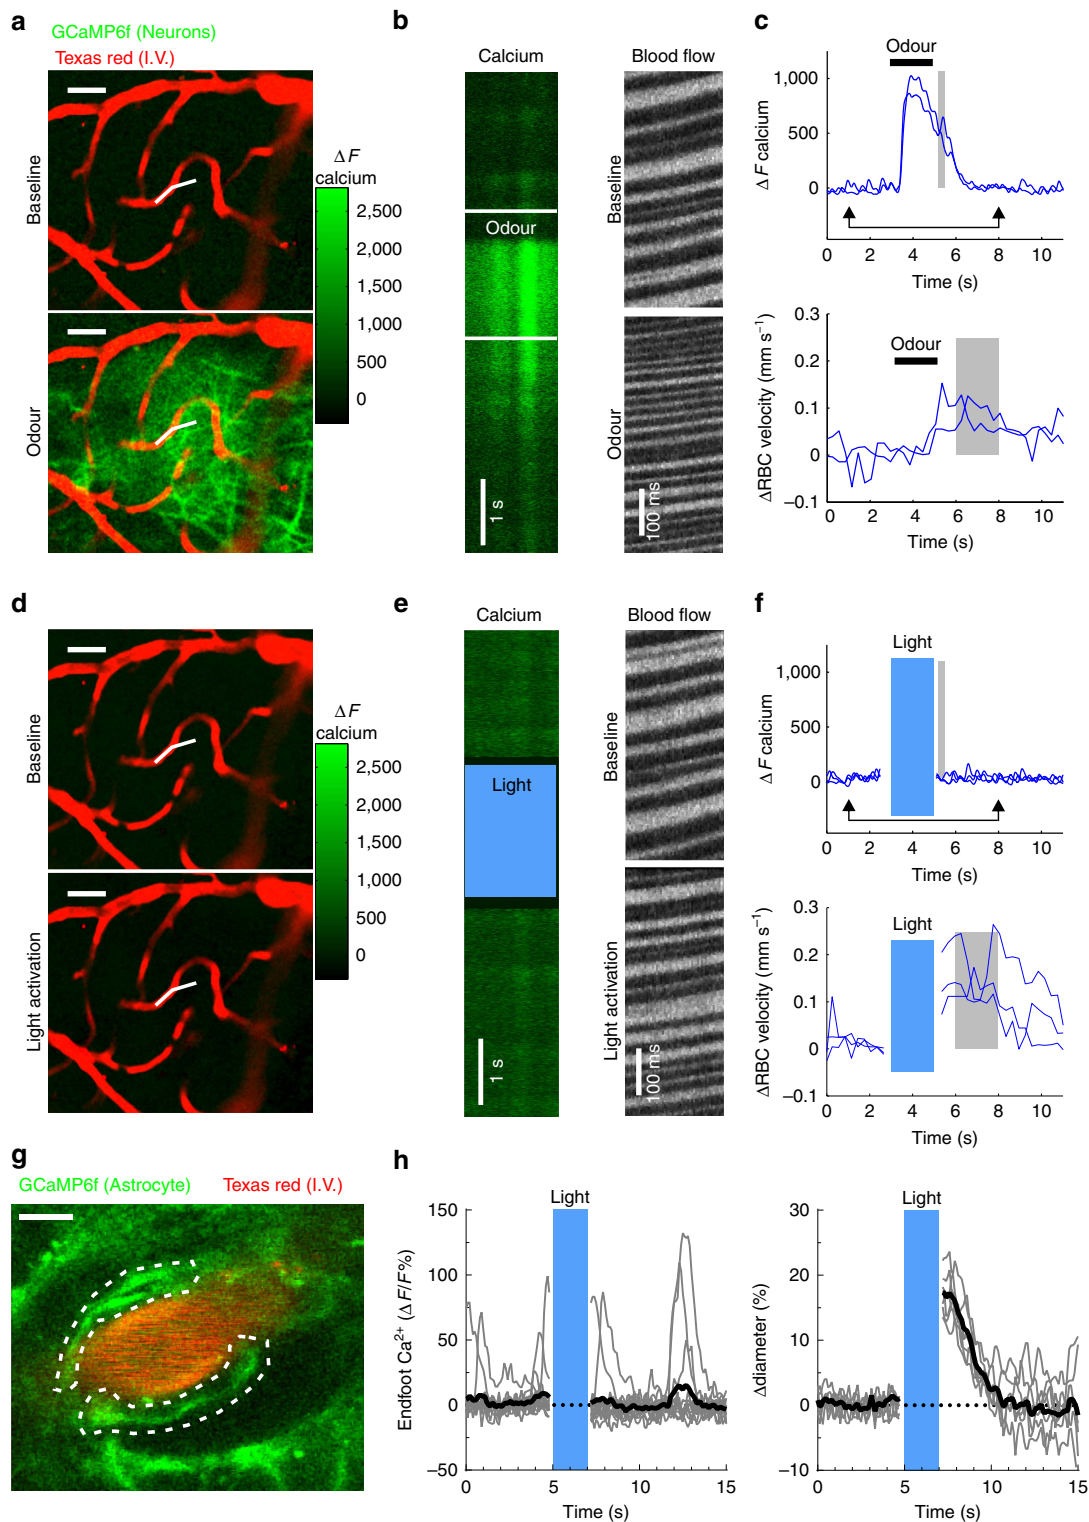 a
GCaMP6f (Neurons)
Texas red (I.V.)
Baseline
Odour
ΔF
calcium
2,500
2,000
1,500
1,000
500
0
b
Calcium
Blood flow
Odour
1 s
Baseline
Odour
100 ms
c
Odour
ΔF calcium
1,000
500
0
0 2 4 6 8 10
Time (s)
Odour
ΔRBC velocity (mm s⁻¹)
0.3
0.2
0.1
0
–0.1
0 2 4 6 8 10
Time (s)
d
Baseline
Light activation
ΔF
calcium
2,500
2,000
1,500
1,000
500
0
e
Calcium
Blood flow
Light
1 s
Baseline
Light activation
100 ms
f
Light
ΔF calcium
1,000
500
0
0 2 4 6 8 10
Time (s)
Light
ΔRBC velocity (mm s⁻¹)
0.3
0.2
0.1
0
–0.1
0 2 4 6 8 10
Time (s)
g
GCaMP6f (Astrocyte)
Texas red (I.V.)
h
Light
Endfoot Ca²⁺ (ΔF/F%)
150
100
50
0
–50
0 5 10 15
Time (s)
Light
Δdiameter (%)
30
20
10
0
–10
0 5 10 15
Time (s)